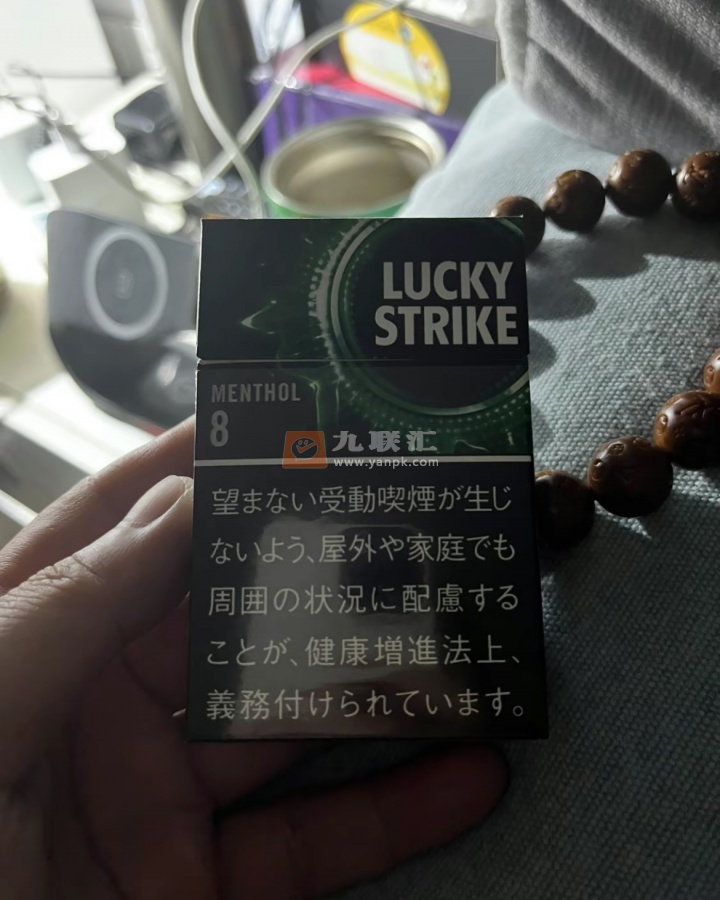 LUCKY
STRIKE
MENTHOL
8
九联汇
www.yanpk.com
望まない受動喫煙が生じ
ないよう、屋外や家庭でも
周囲の状況に配慮する
ことが、健康増進法上、
義務付けられています。